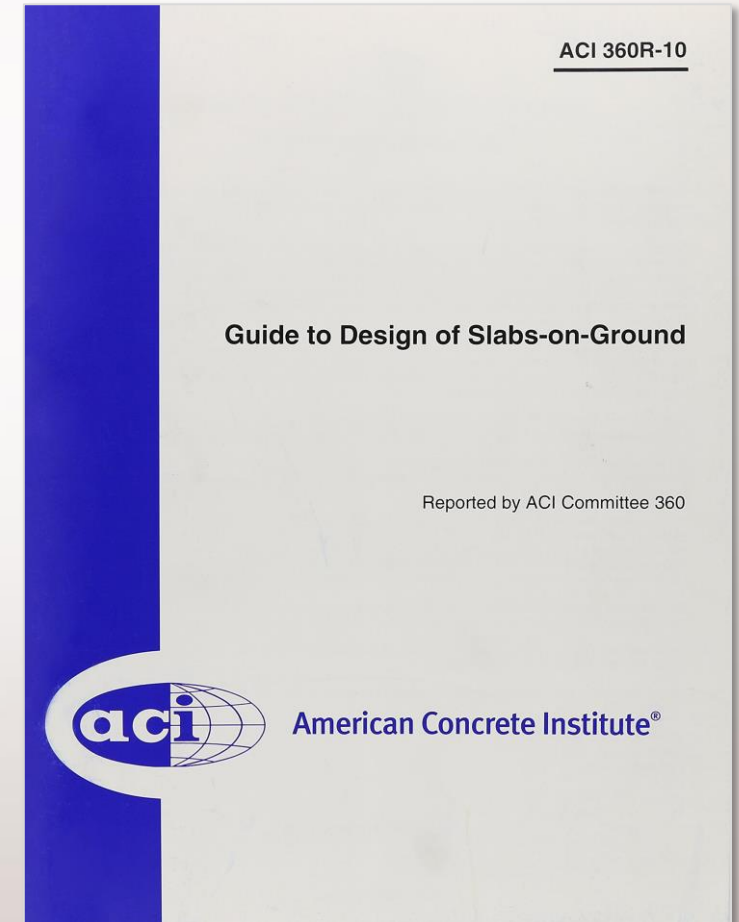 ACI 360R-10
Guide to Design of Slabs-on-Ground
Reported by ACI Committee 360
aci
American Concrete Institute®